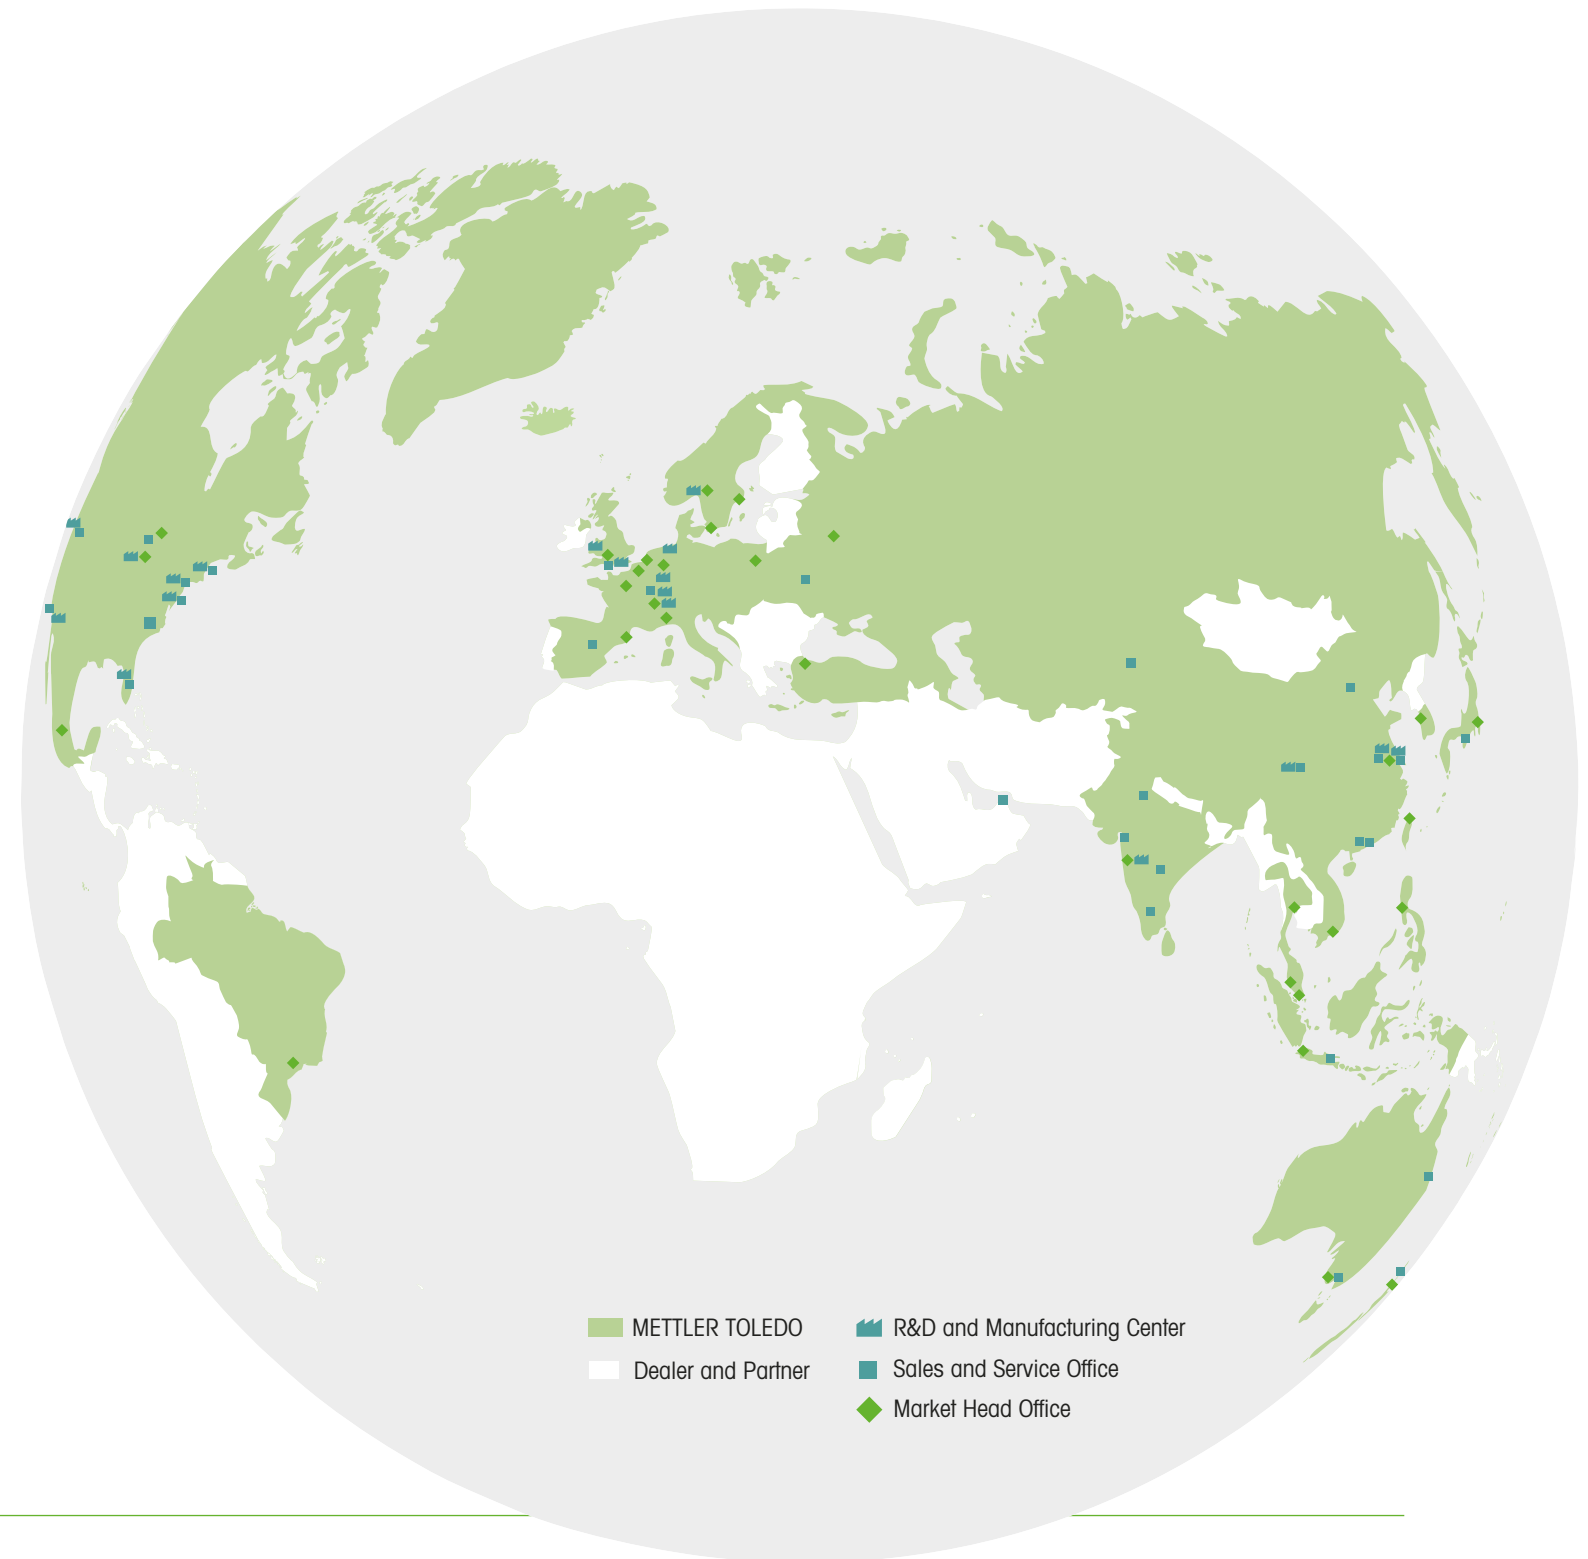 METTLER TOLEDO
Dealer and Partner
R&D and Manufacturing Center
Sales and Service Office
Market Head Office